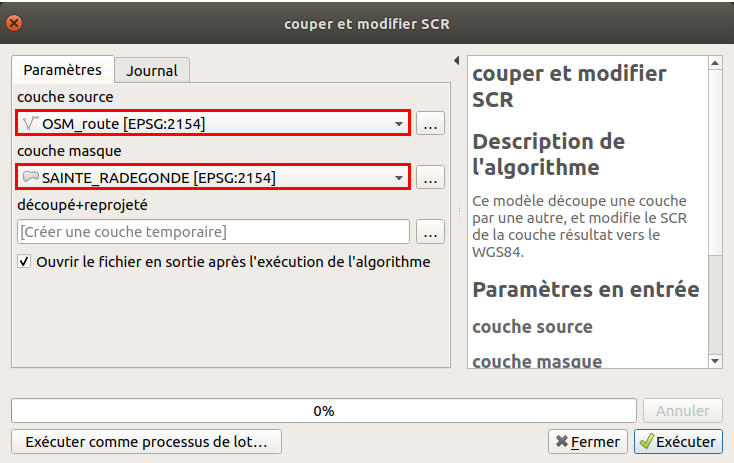 couper et modifier SCR
Paramètres
Journal
couche source
OSM_route [EPSG:2154]
...
couche masque
SAINTE_RADEGONDE [EPSG:2154]
...
découpé+reprojeté
[Créer une couche temporaire]
...
Ouvrir le fichier en sortie après l'exécution de l'algorithme
couper et modifier
SCR
Description de
l'algorithme
Ce modèle découpe une couche
par une autre, et modifie le SCR
de la couche résultat vers le
WGS84.
Paramètres en entrée
couche source
couche masque
0%
Annuler
Exécuter comme processus de lot...
Fermer
Exécuter